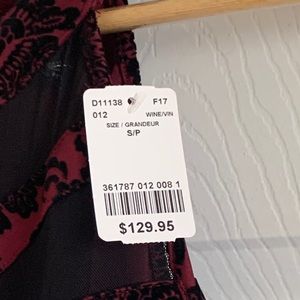 D11138 F17
012 WINE/VIN
SIZE / GRANDEUR
S/P
361787 012 008 1
$129.95